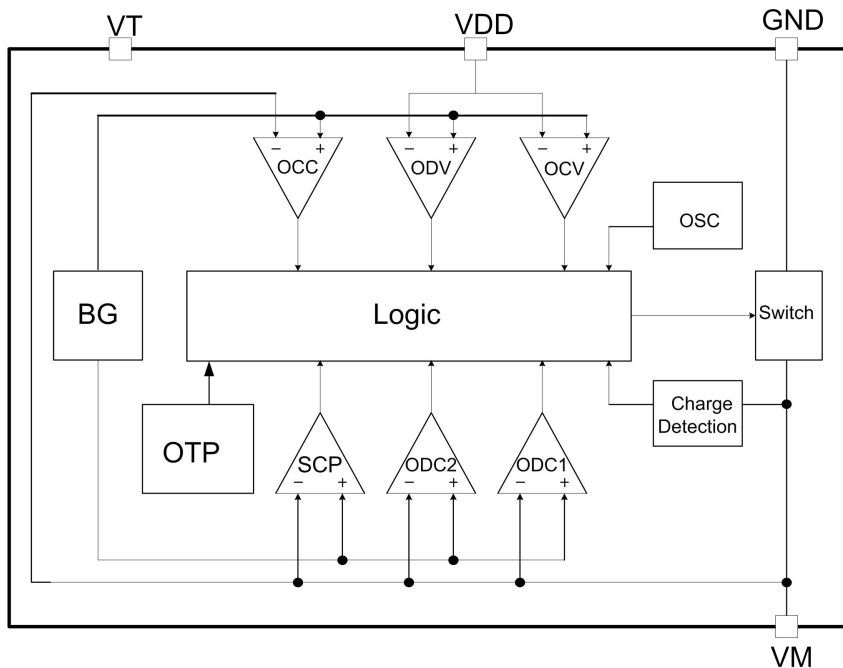 VT
VDD
GND
− + OCC
− + ODV
− + OCV
OSC
BG
Logic
Switch
OTP
SCP − +
ODC2 − +
ODC1 − +
Charge
Detection
VM